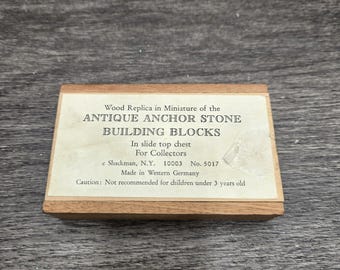 Wood Replica in Miniature of the
ANTIQUE ANCHOR STONE
BUILDING BLOCKS
In slide top chest
For Collectors
c Shackman, N.Y. 10003 No. 5017
Made in Western Germany
Caution: Not recommended for children under 3 years old